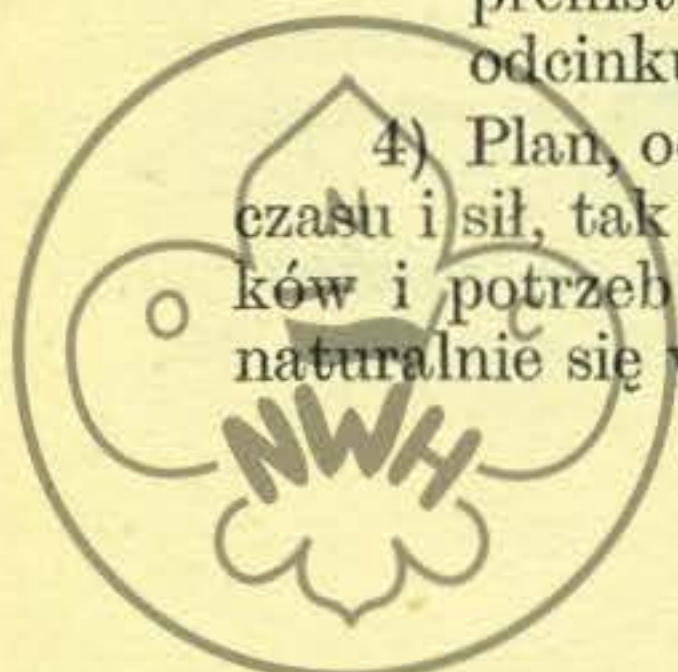 odcinku
4) Plan, o
czasu i sił, tak
ków i potrzeb
naturalnie się
O N C
NWH